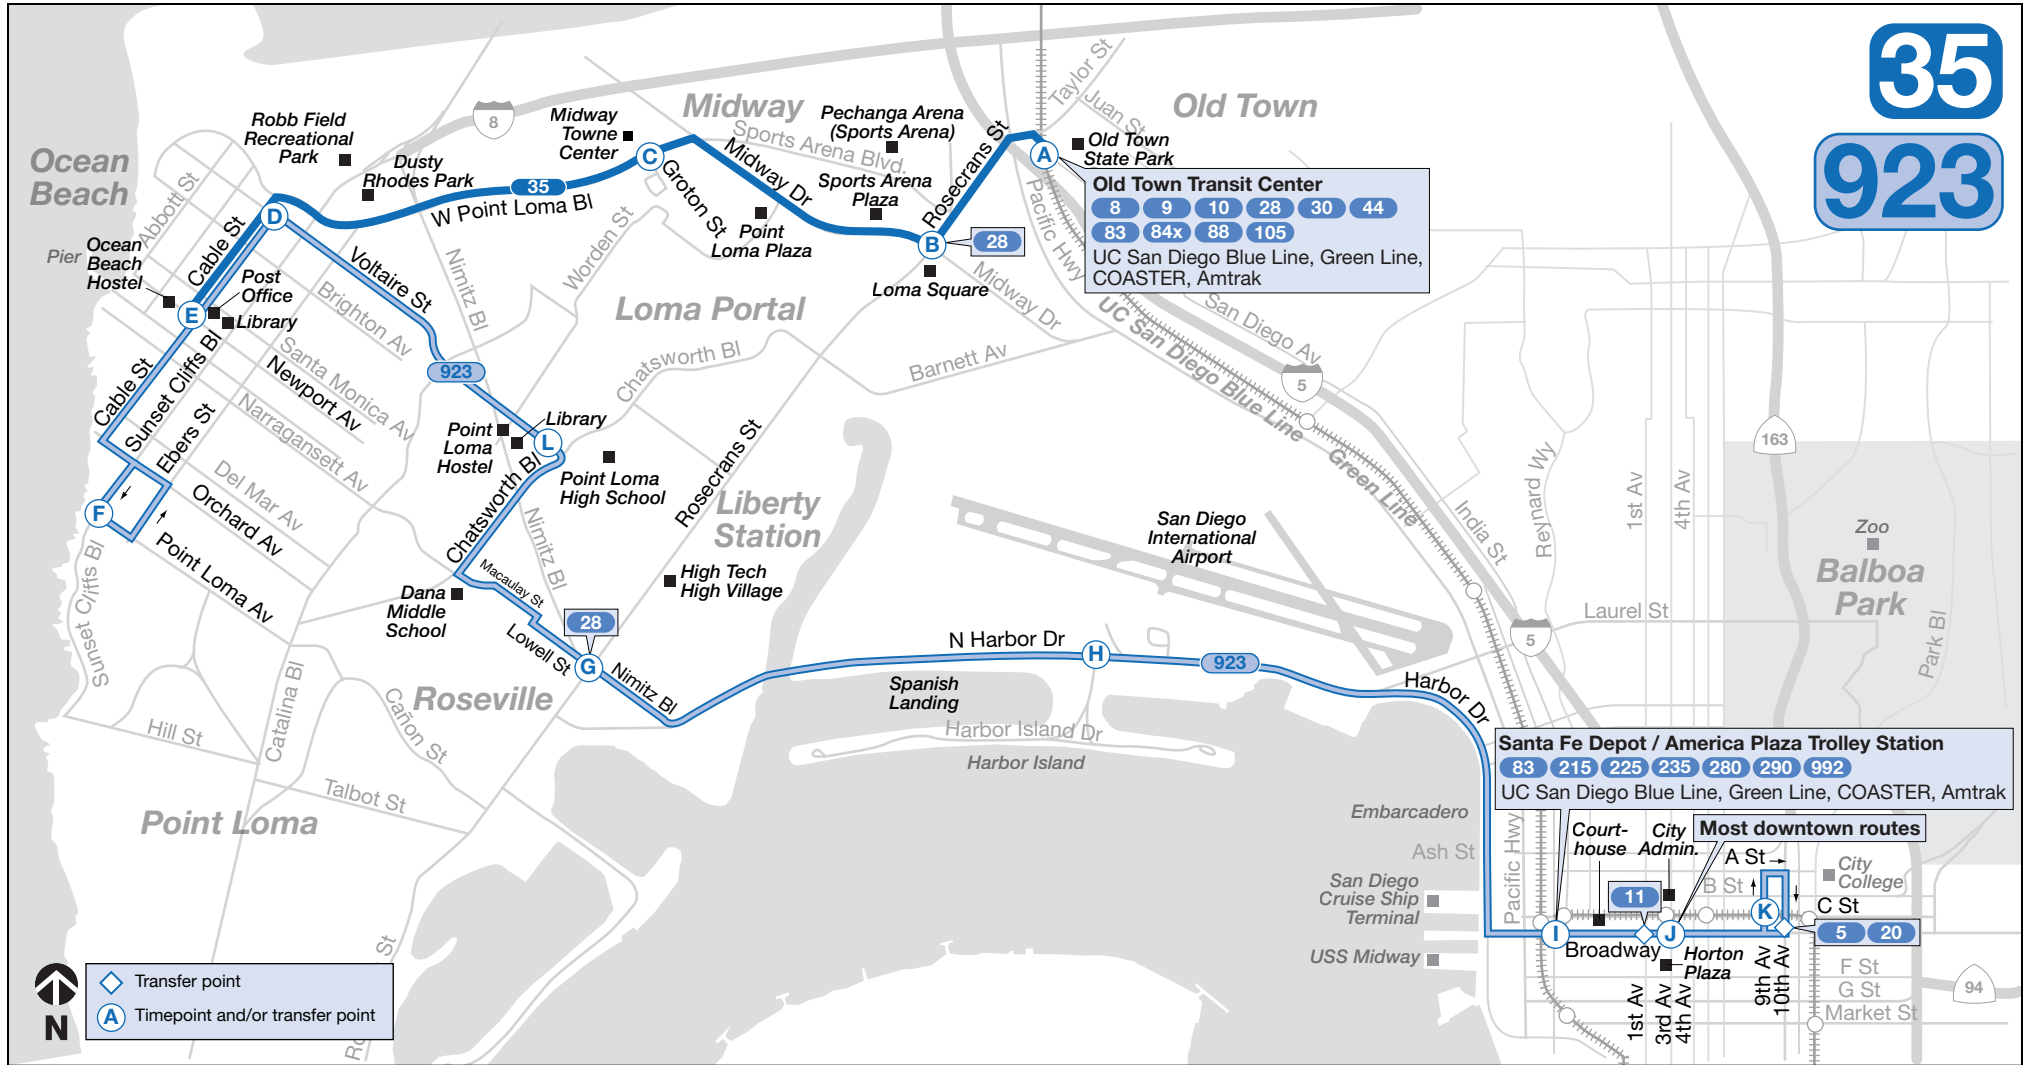 35
923
Ocean
Beach
Midway
Old Town
Loma Portal
Liberty
Station
Roseville
Point Loma
Balboa
Park
Robb Field
Recreational
Park
Dusty
Rhodes Park
8
Midway
Towne
Center
Pechanga Arena
(Sports Arena)
Sports Arena Blvd.
Sports Arena
Plaza
Taylor St
Juan St
Old Town
State Park
A
Old Town Transit Center
8 9 10 28 30 44
83 84x 88 105
UC San Diego Blue Line, Green Line,
COASTER, Amtrak
C
Groton St
Midway Dr
Rosecrans St
Pacific Hwy
35
W Point Loma Bl
Point
Loma Plaza
B
28
Loma Square
Midway Dr
Abbott St
Cable St
D
Pier
Ocean
Beach
Hostel
Post
Office
E
Library
Voltaire St
Nimitz Bl
Worden St
Brighton Av
Santa Monica Av
Newport Av
Narragansett Av
Del Mar Av
Orchard Av
Point Loma Av
Cable St
Sunset Cliffs Bl
Ebers St
F
Sunset Cliffs Bl
923
Chatsworth Bl
Barnett Av
San Diego Av
UC San Diego Blue Line
Green Line
5
163
Library
Point
Loma
Hostel
L
Point Loma
High School
Chatsworth Bl
Rosecrans St
Nimitz Bl
High Tech
High Village
Dana
Middle
School
Macaulay St
Lowell St
28
G
Nimitz Bl
San Diego
International
Airport
India St
Reynard Wy
1st Av
4th Av
Zoo
Laurel St
5
Park Bl
N Harbor Dr
H
923
Harbor Dr
Spanish
Landing
Harbor Island Dr
Harbor Island
Hill St
Catalina Bl
Cañon St
Talbot St
Santa Fe Depot / America Plaza Trolley Station
83 215 225 235 280 290 992
UC San Diego Blue Line, Green Line, COASTER, Amtrak
Embarcadero
Ash St
Pacific Hwy
Court-
house
City
Admin.
Most downtown routes
A St
B St
City
College
C St
San Diego
Cruise Ship
Terminal
USS Midway
11
I
J
K
5 20
Broadway
Horton
Plaza
1st Av
3rd Av
4th Av
9th Av
10th Av
F St
G St
Market St
94
N
Transfer point
A
Timepoint and/or transfer point